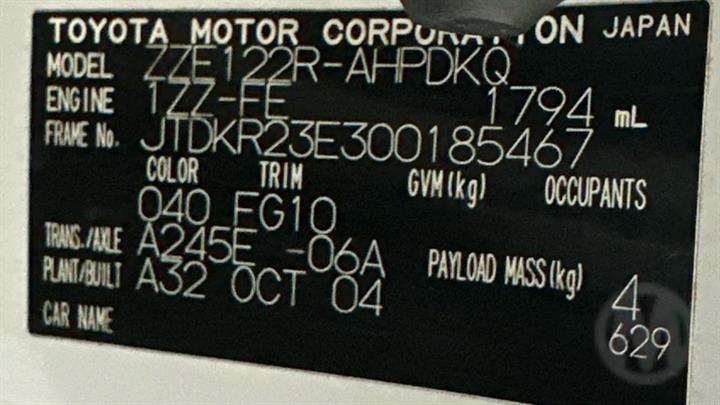 TOYOTA MOTOR CORPORATION JAPAN
MODEL ZZE122R-AHPDKQ
ENGINE 1ZZ-FE 1794 mL
FRAME No. JTDKR23E300185467
COLOR TRIM GVM(kg) OCCUPANTS
040 FG10
TRANS./AXLE A245E -06A PAYLOAD MASS(kg) 4
PLANT/BUILT A32 OCT 04 629
CAR NAME